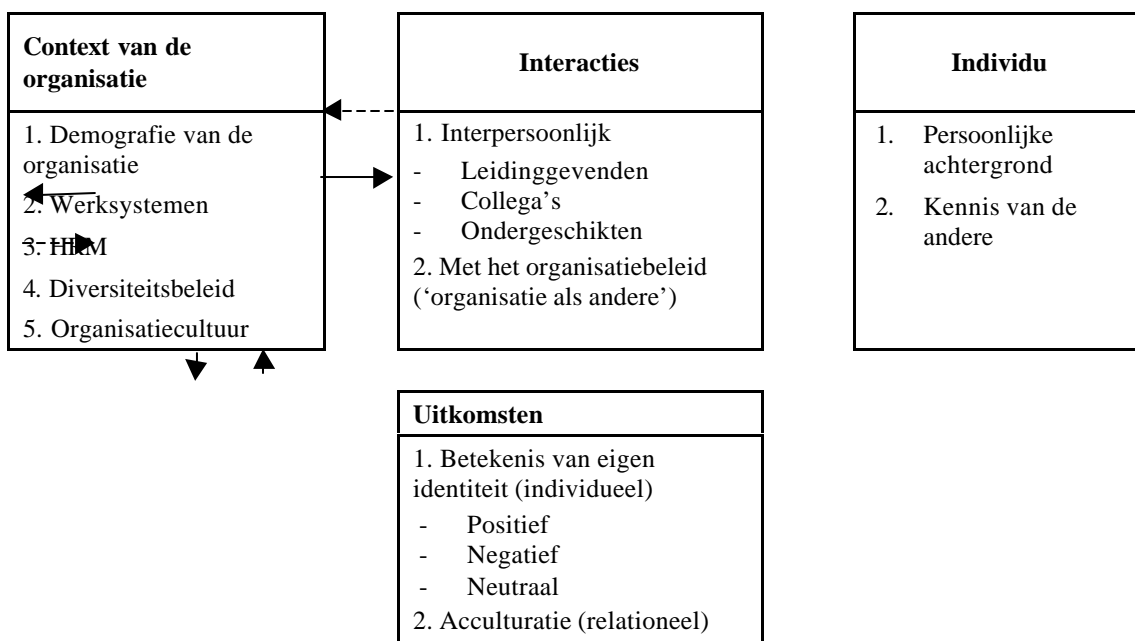 Context van de
organisatie
1. Demografie van de
organisatie
2. Werksystemen
3. HRM
4. Diversiteitsbeleid
5. Organisatiecultuur
Interacties
1. Interpersoonlijk
- Leidinggevenden
- Collega's
- Ondergeschikten
2. Met het organisatiebeleid
('organisatie als andere')
Individu
1. Persoonlijke
achtergrond
2. Kennis van de
andere
Uitkomsten
1. Betekenis van eigen
identiteit (individueel)
- Positief
- Negatief
- Neutraal
2. Acculturatie (relationeel)